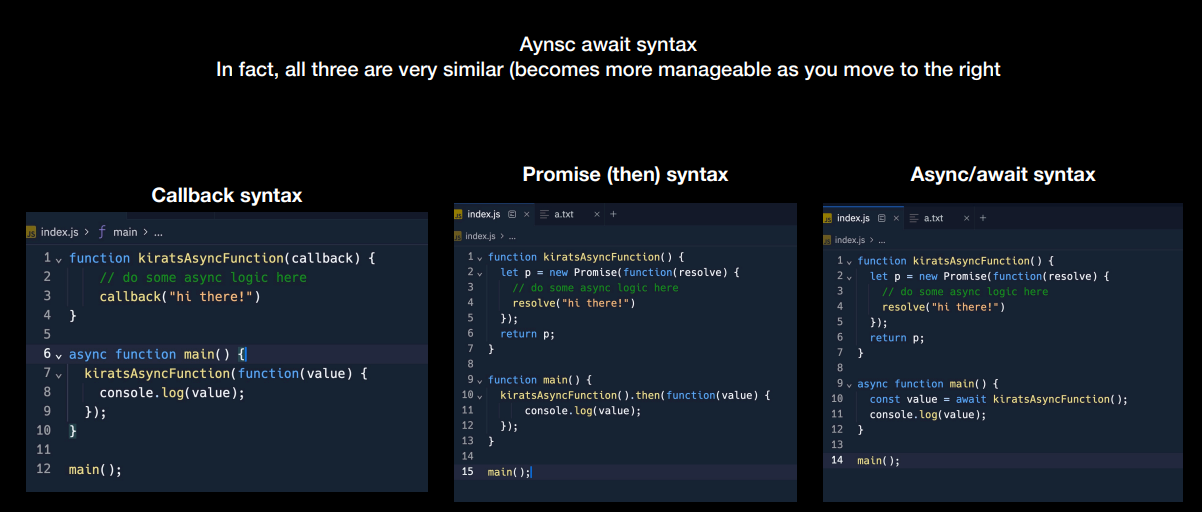 Aynsc await syntax
In fact, all three are very similar (becomes more manageable as you move to the right
Callback syntax
index.js > main > ...
1 function kiratsAsyncFunction(callback) {
2 // do some async logic here
3 callback("hi there!")
4 }
5
6 async function main() {
7 kiratsAsyncFunction(function(value) {
8 console.log(value);
9 });
10 }
11
12 main();
Promise (then) syntax
index.js × a.txt × +
index.js > ...
1 function kiratsAsyncFunction() {
2 let p = new Promise(function(resolve) {
3 // do some async logic here
4 resolve("hi there!")
5 });
6 return p;
7 }
8
9 function main() {
10 kiratsAsyncFunction().then(function(value) {
11 console.log(value);
12 });
13 }
14
15 main();
Async/await syntax
index.js × a.txt × +
index.js > ...
1 function kiratsAsyncFunction() {
2 let p = new Promise(function(resolve) {
3 // do some async logic here
4 resolve("hi there!")
5 });
6 return p;
7 }
8
9 async function main() {
10 const value = await kiratsAsyncFunction();
11 console.log(value);
12 }
13
14 main();